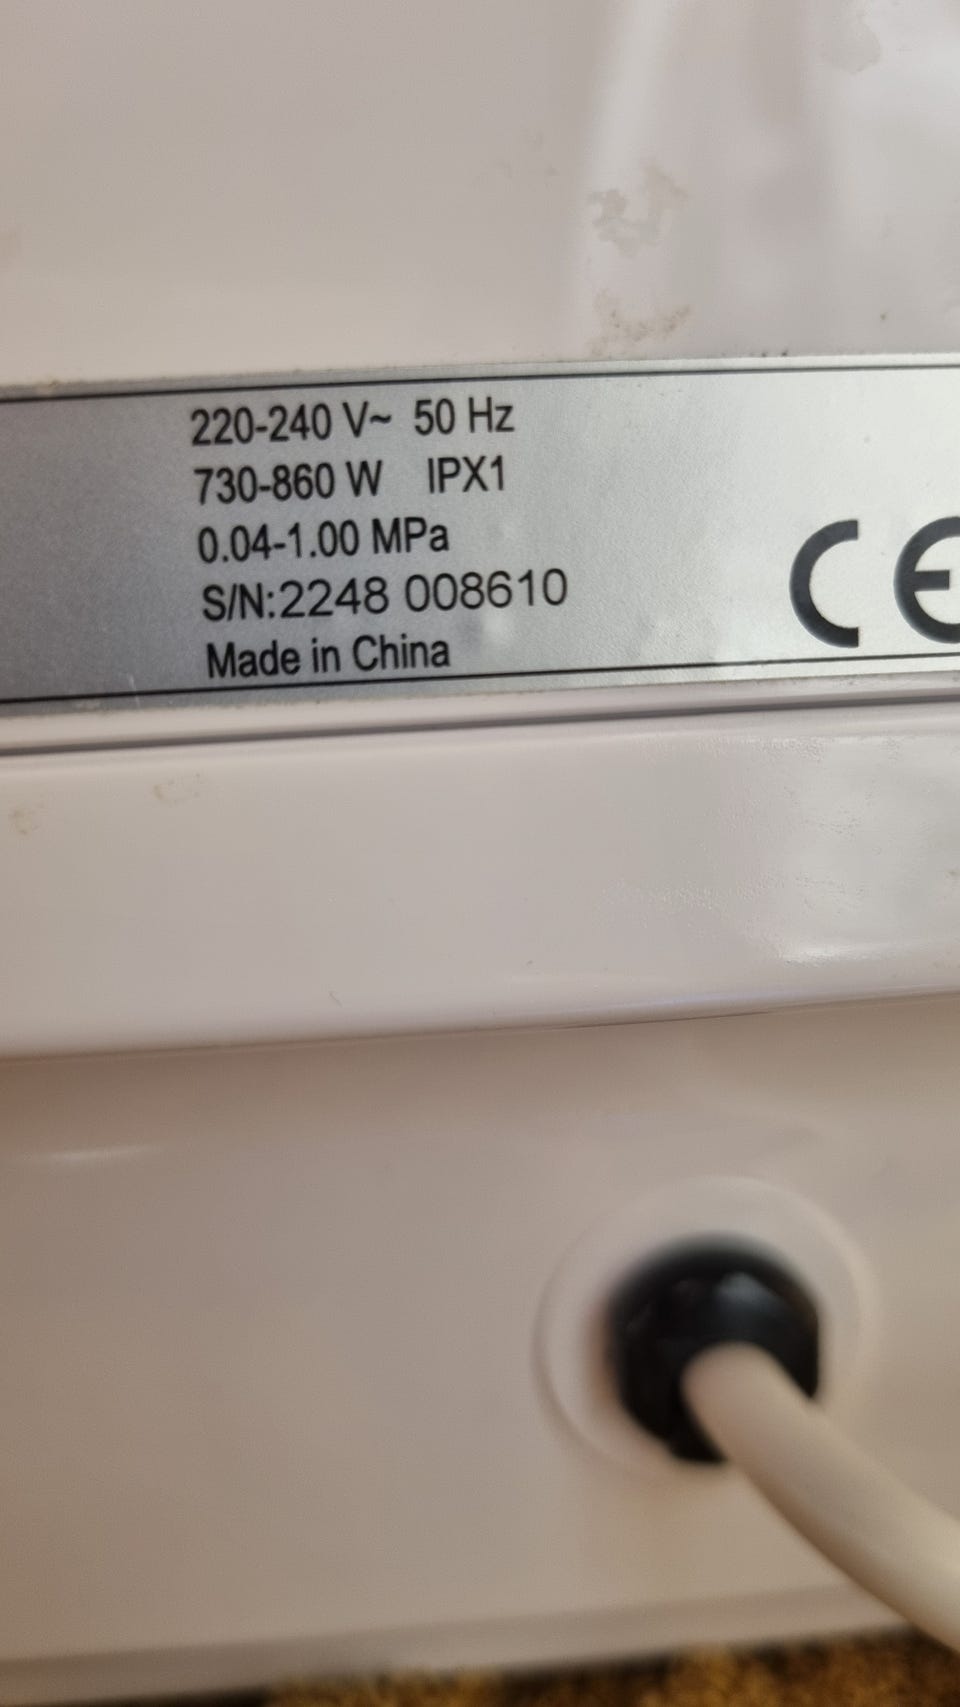 220-240 V~ 50 Hz
730-860 W IPX1
0.04-1.00 MPa
S/N:2248 008610
Made in China
CE